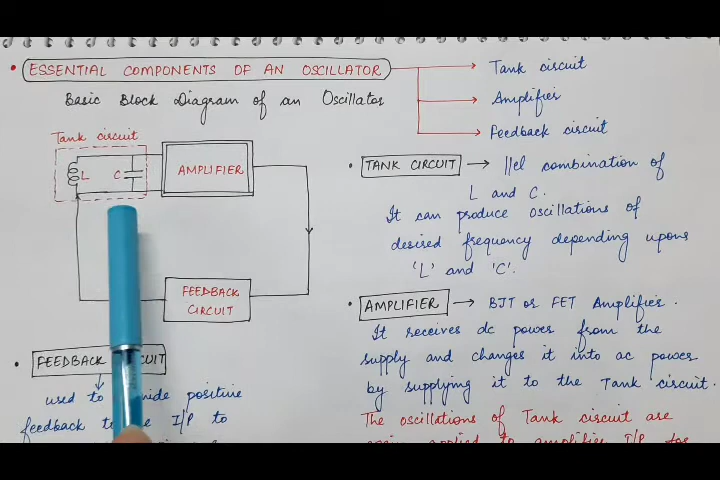 • ESSENTIAL COMPONENTS OF AN OSCILLATOR
Tank circuit
Amplifier
Feedback circuit
Basic Block Diagram of an Oscillator
Tank circuit
L C
AMPLIFIER
FEEDBACK
CIRCUIT
• FEEDBACK
used to
positive
feedback I/P to
• TANK CIRCUIT → ||el combination of
L and C.
It can produce oscillations of
desired frequency depending upons
'L' and 'C'.
• AMPLIFIER → BJT or FET Amplifier.
It receives dc power from the
supply and changes it into ac power
by supplying it to the Tank circuit.
The oscillations of Tank circuit are
applied to amplifier I/P